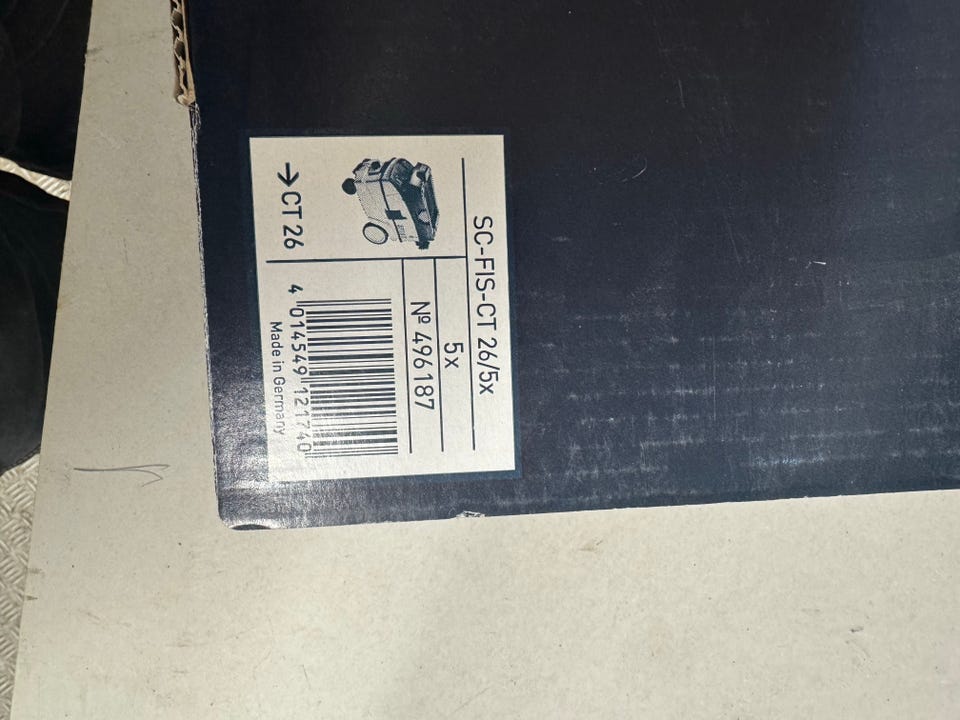 SC-FIS-CT 26/5x
5x
№ 496187
→ CT 26
4 014549 121740
Made in Germany